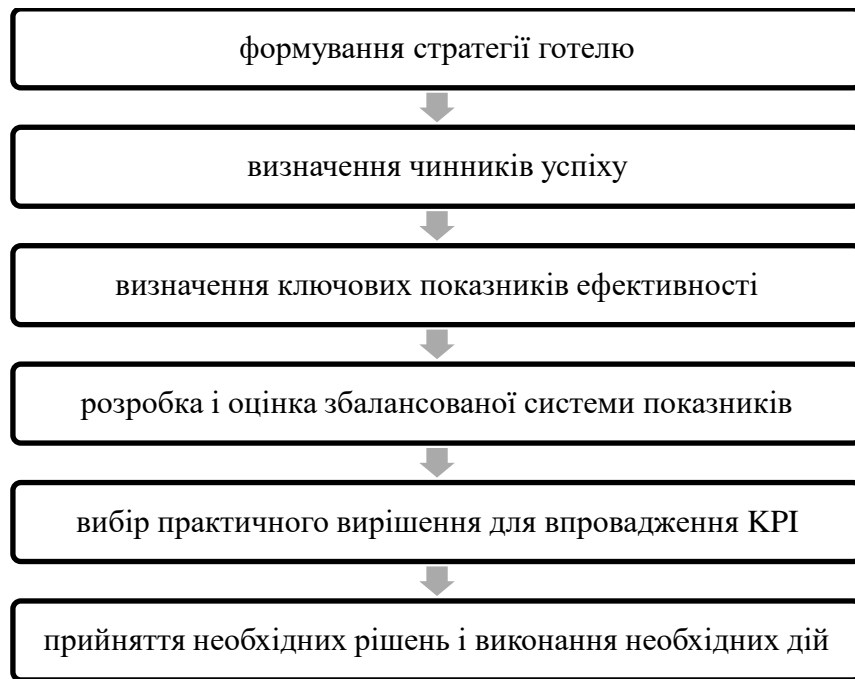 формування стратегії готелю
визначення чинників успіху
визначення ключових показників ефективності
розробка і оцінка збалансованої системи показників
вибір практичного вирішення для впровадження KPI
прийняття необхідних рішень і виконання необхідних дій